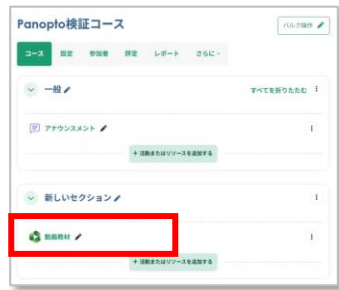 Panopto検証コース
バルク操作
コース 設定 参加者 評定 レポート さらに
一般 すべてを折りたたむ
アナウンスメント
+ 活動またはリソースを追加する
新しいセクション
動画教材
+ 活動またはリソースを追加する